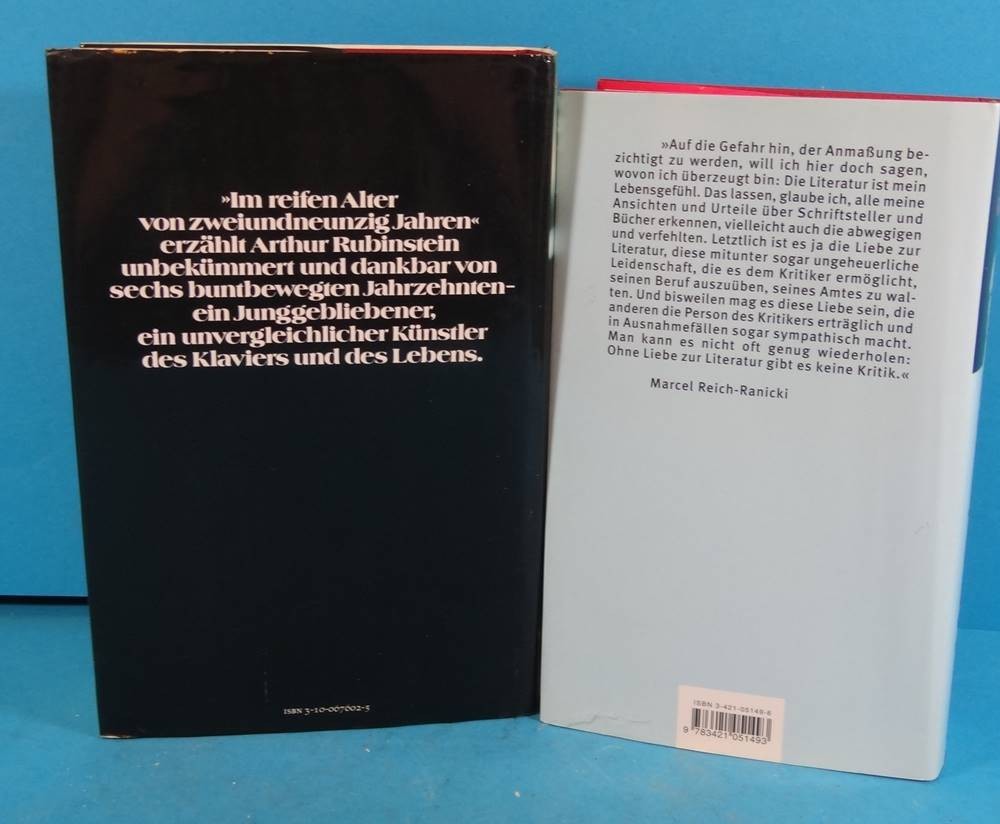 »Im reifen Alter
von zweiundneunzig Jahren«
erzählt Arthur Rubinstein
unbekümmert und dankbar von
sechs buntbewegten Jahrzehnten-
ein Junggebliebener,
ein unvergleichlicher Künstler
des Klaviers und des Lebens.
ISBN 3-10-067602-5
»Auf die Gefahr hin, der Anmaßung be-
zichtigt zu werden, will ich hier doch sagen,
wovon ich überzeugt bin: Die Literatur ist mein
Lebensgefühl. Das lassen, glaube ich, alle meine
Ansichten und Urteile über Schriftsteller und
Bücher erkennen, vielleicht auch die abwegigen
und verfehlten. Letztlich ist es ja die Liebe zur
Literatur, diese mitunter sogar ungeheuerliche
Leidenschaft, die es dem Kritiker ermöglicht,
seinen Beruf auszuüben, seines Amtes zu wal-
ten. Und bisweilen mag es diese Liebe sein, die
anderen die Person des Kritikers erträglich und
in Ausnahmefällen sogar sympathisch macht.
Man kann es nicht oft genug wiederholen:
Ohne Liebe zur Literatur gibt es keine Kritik.«
Marcel Reich-Ranicki
ISBN 3-421-05149-6
9 783421 051493